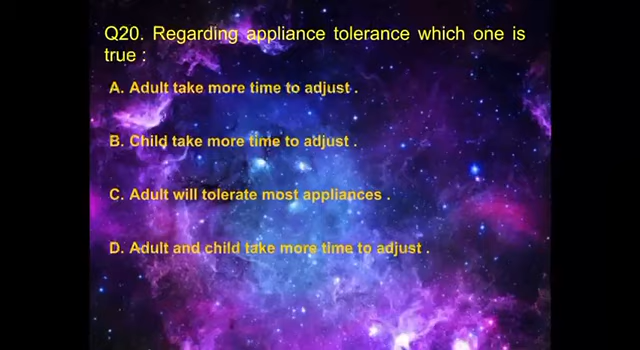 Q20. Regarding appliance tolerance which one is
true :
A. Adult take more time to adjust .
B. Child take more time to adjust .
C. Adult will tolerate most appliances .
D. Adult and child take more time to adjust .